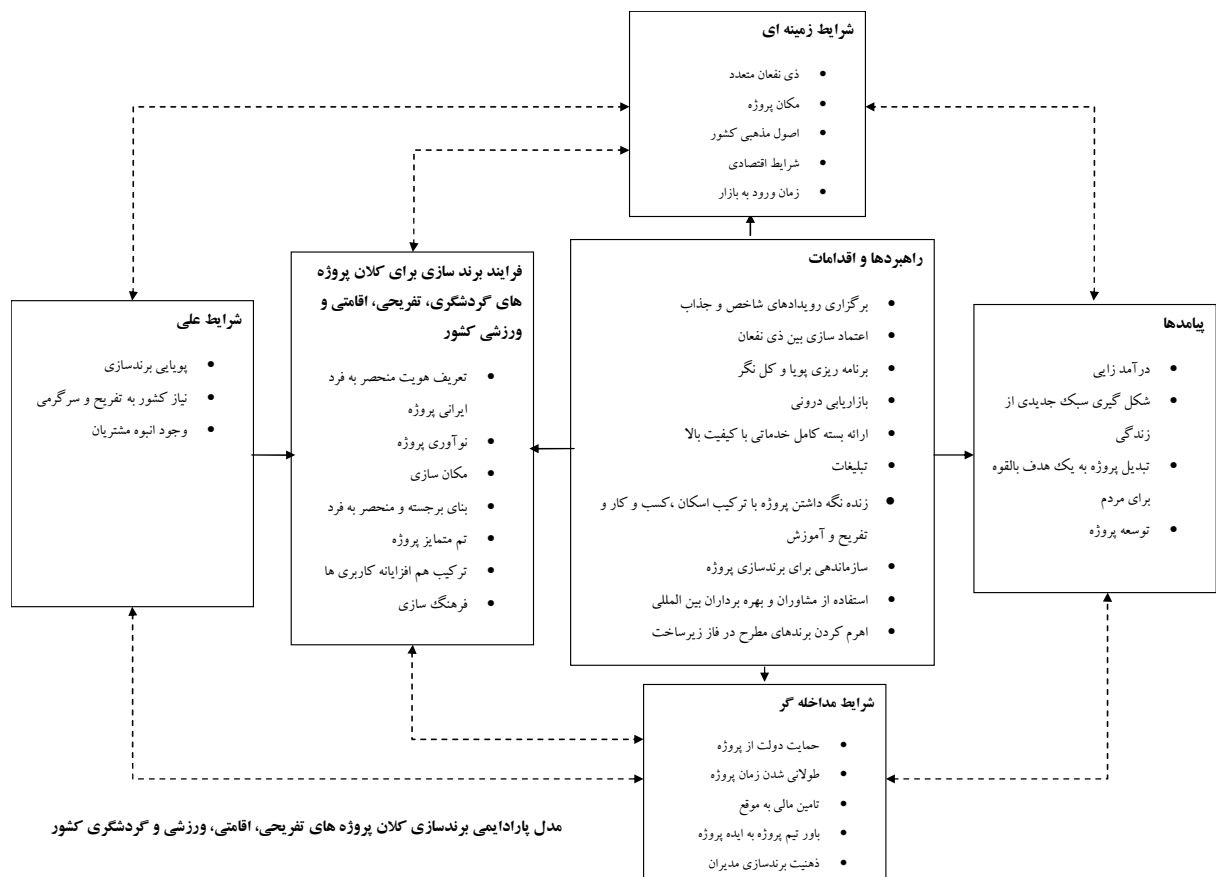 شرایط زمینه ای
ذی نفعان متعدد
مکان پروژه
اصول مذهبی کشور
شرایط اقتصادی
زمان ورود به بازار
پیامدها
درآمد زایی
شکل گیری سبک جدیدی از
زندگی
تبدیل پروژه به یک هدف بالقوه
برای مردم
توسعه پروژه
راهبردها و اقدامات
برگزاری رویدادهای شاخص و جذاب
اعتماد سازی بین ذی نفعان
برنامه ریزی پویا و کل نگر
بازاریابی درونی
ارائه بسته کامل خدماتی با کیفیت بالا
تبلیغات
زنده نگه داشتن پروژه با ترکیب اسکان ،کسب و کار و
تفریح و آموزش
سازماندهی برای برندسازی پروژه
استفاده از مشاوران و بهره برداران بین المللی
اهرم کردن برندهای مطرح در فاز زیرساخت
فرایند برند سازی برای کلان پروژه
های گردشگری، تفریحی، اقامتی و
ورزشی کشور
تعریف هویت منحصر به فرد
ایرانی پروژه
نوآوری پروژه
مکان سازی
بنای برجسته و منحصر به فرد
تم متمایز پروژه
ترکیب هم افزایانه کاربری ها
فرهنگ سازی
شرایط علی
پویایی برندسازی
نیاز کشور به تفریح و سرگرمی
وجود انبوه مشتریان
شرایط مداخله گر
حمایت دولت از پروژه
طولانی شدن زمان پروژه
تامین مالی به موقع
باور تیم پروژه به ایده پروژه
ذهنیت برندسازی مدیران
مدل پارادایمی برندسازی کلان پروژه های تفریحی، اقامتی، ورزشی و گردشگری کشور